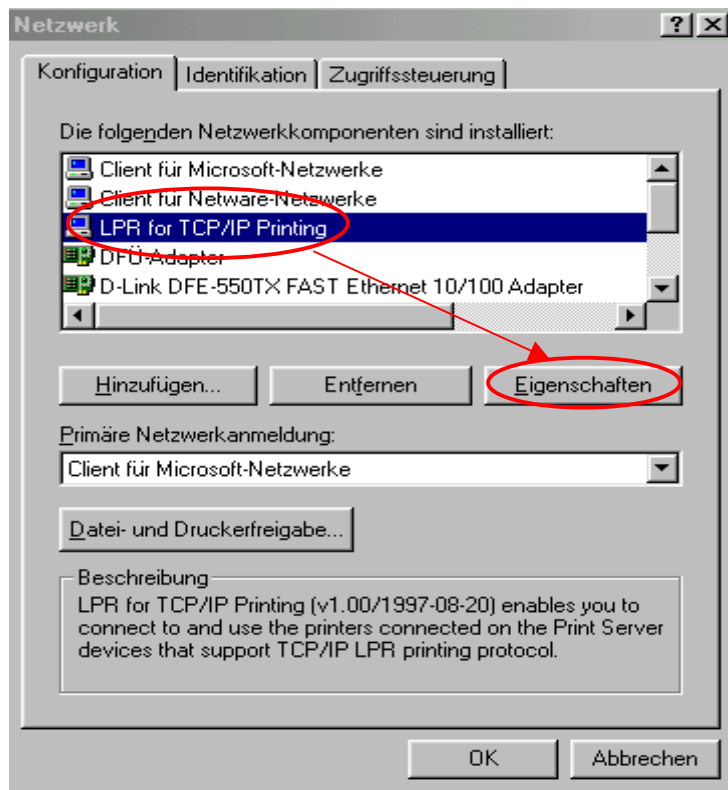 Netzwerk
Konfiguration Identifikation Zugriffssteuerung
Die folgenden Netzwerkkomponenten sind installiert:
Client für Microsoft-Netzwerke
Client für Netware-Netzwerke
LPR for TCP/IP Printing
DFÜ-Adapter
D-Link DFE-550TX FAST Ethernet 10/100 Adapter
Hinzufügen... Entfernen Eigenschaften
Primäre Netzwerkanmeldung:
Client für Microsoft-Netzwerke
Datei- und Druckerfreigabe...
Beschreibung
LPR for TCP/IP Printing (v1.00/1997-08-20) enables you to
connect to and use the printers connected on the Print Server
devices that support TCP/IP LPR printing protocol.
OK Abbrechen